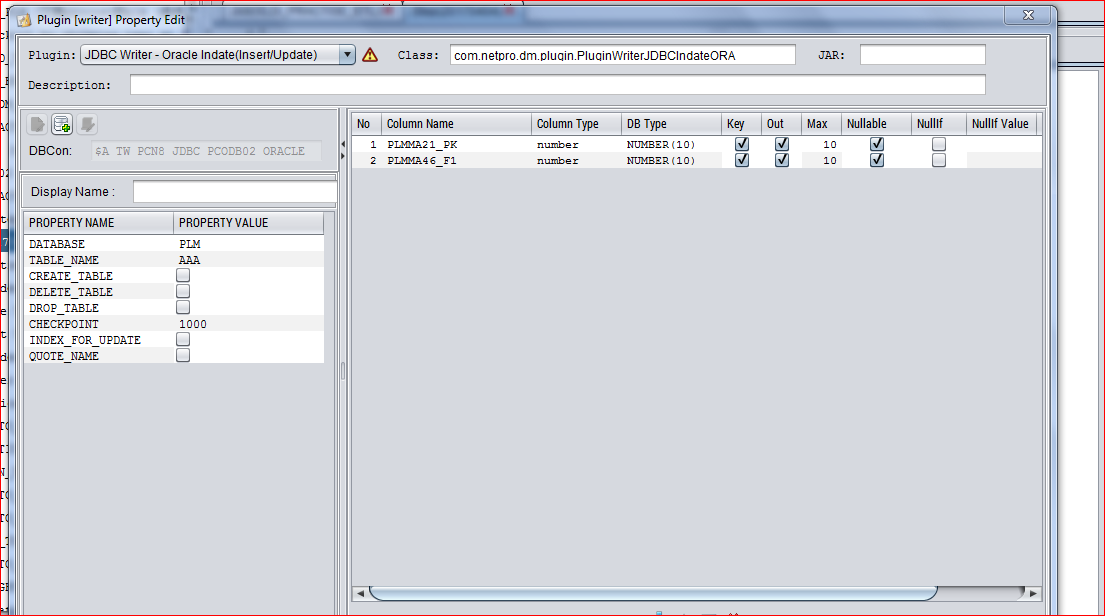 Plugin [writer] Property Edit
Plugin: JDBC Writer - Oracle Indate(Insert/Update) Class: com.netpro.dm.plugin.PluginWriterJDBCIndateORA JAR:
Description:
DBCon: $A TW PCN8 JDBC PCODB02 ORACLE
Display Name :
PROPERTY NAME PROPERTY VALUE
DATABASE PLM
TABLE_NAME AAA
CREATE_TABLE
DELETE_TABLE
DROP_TABLE
CHECKPOINT 1000
INDEX_FOR_UPDATE
QUOTE_NAME
No Column Name Column Type DB Type Key Out Max Nullable NullIf NullIf Value
1 PLMMA21_PK number NUMBER(10) 10
2 PLMMA46_F1 number NUMBER(10) 10